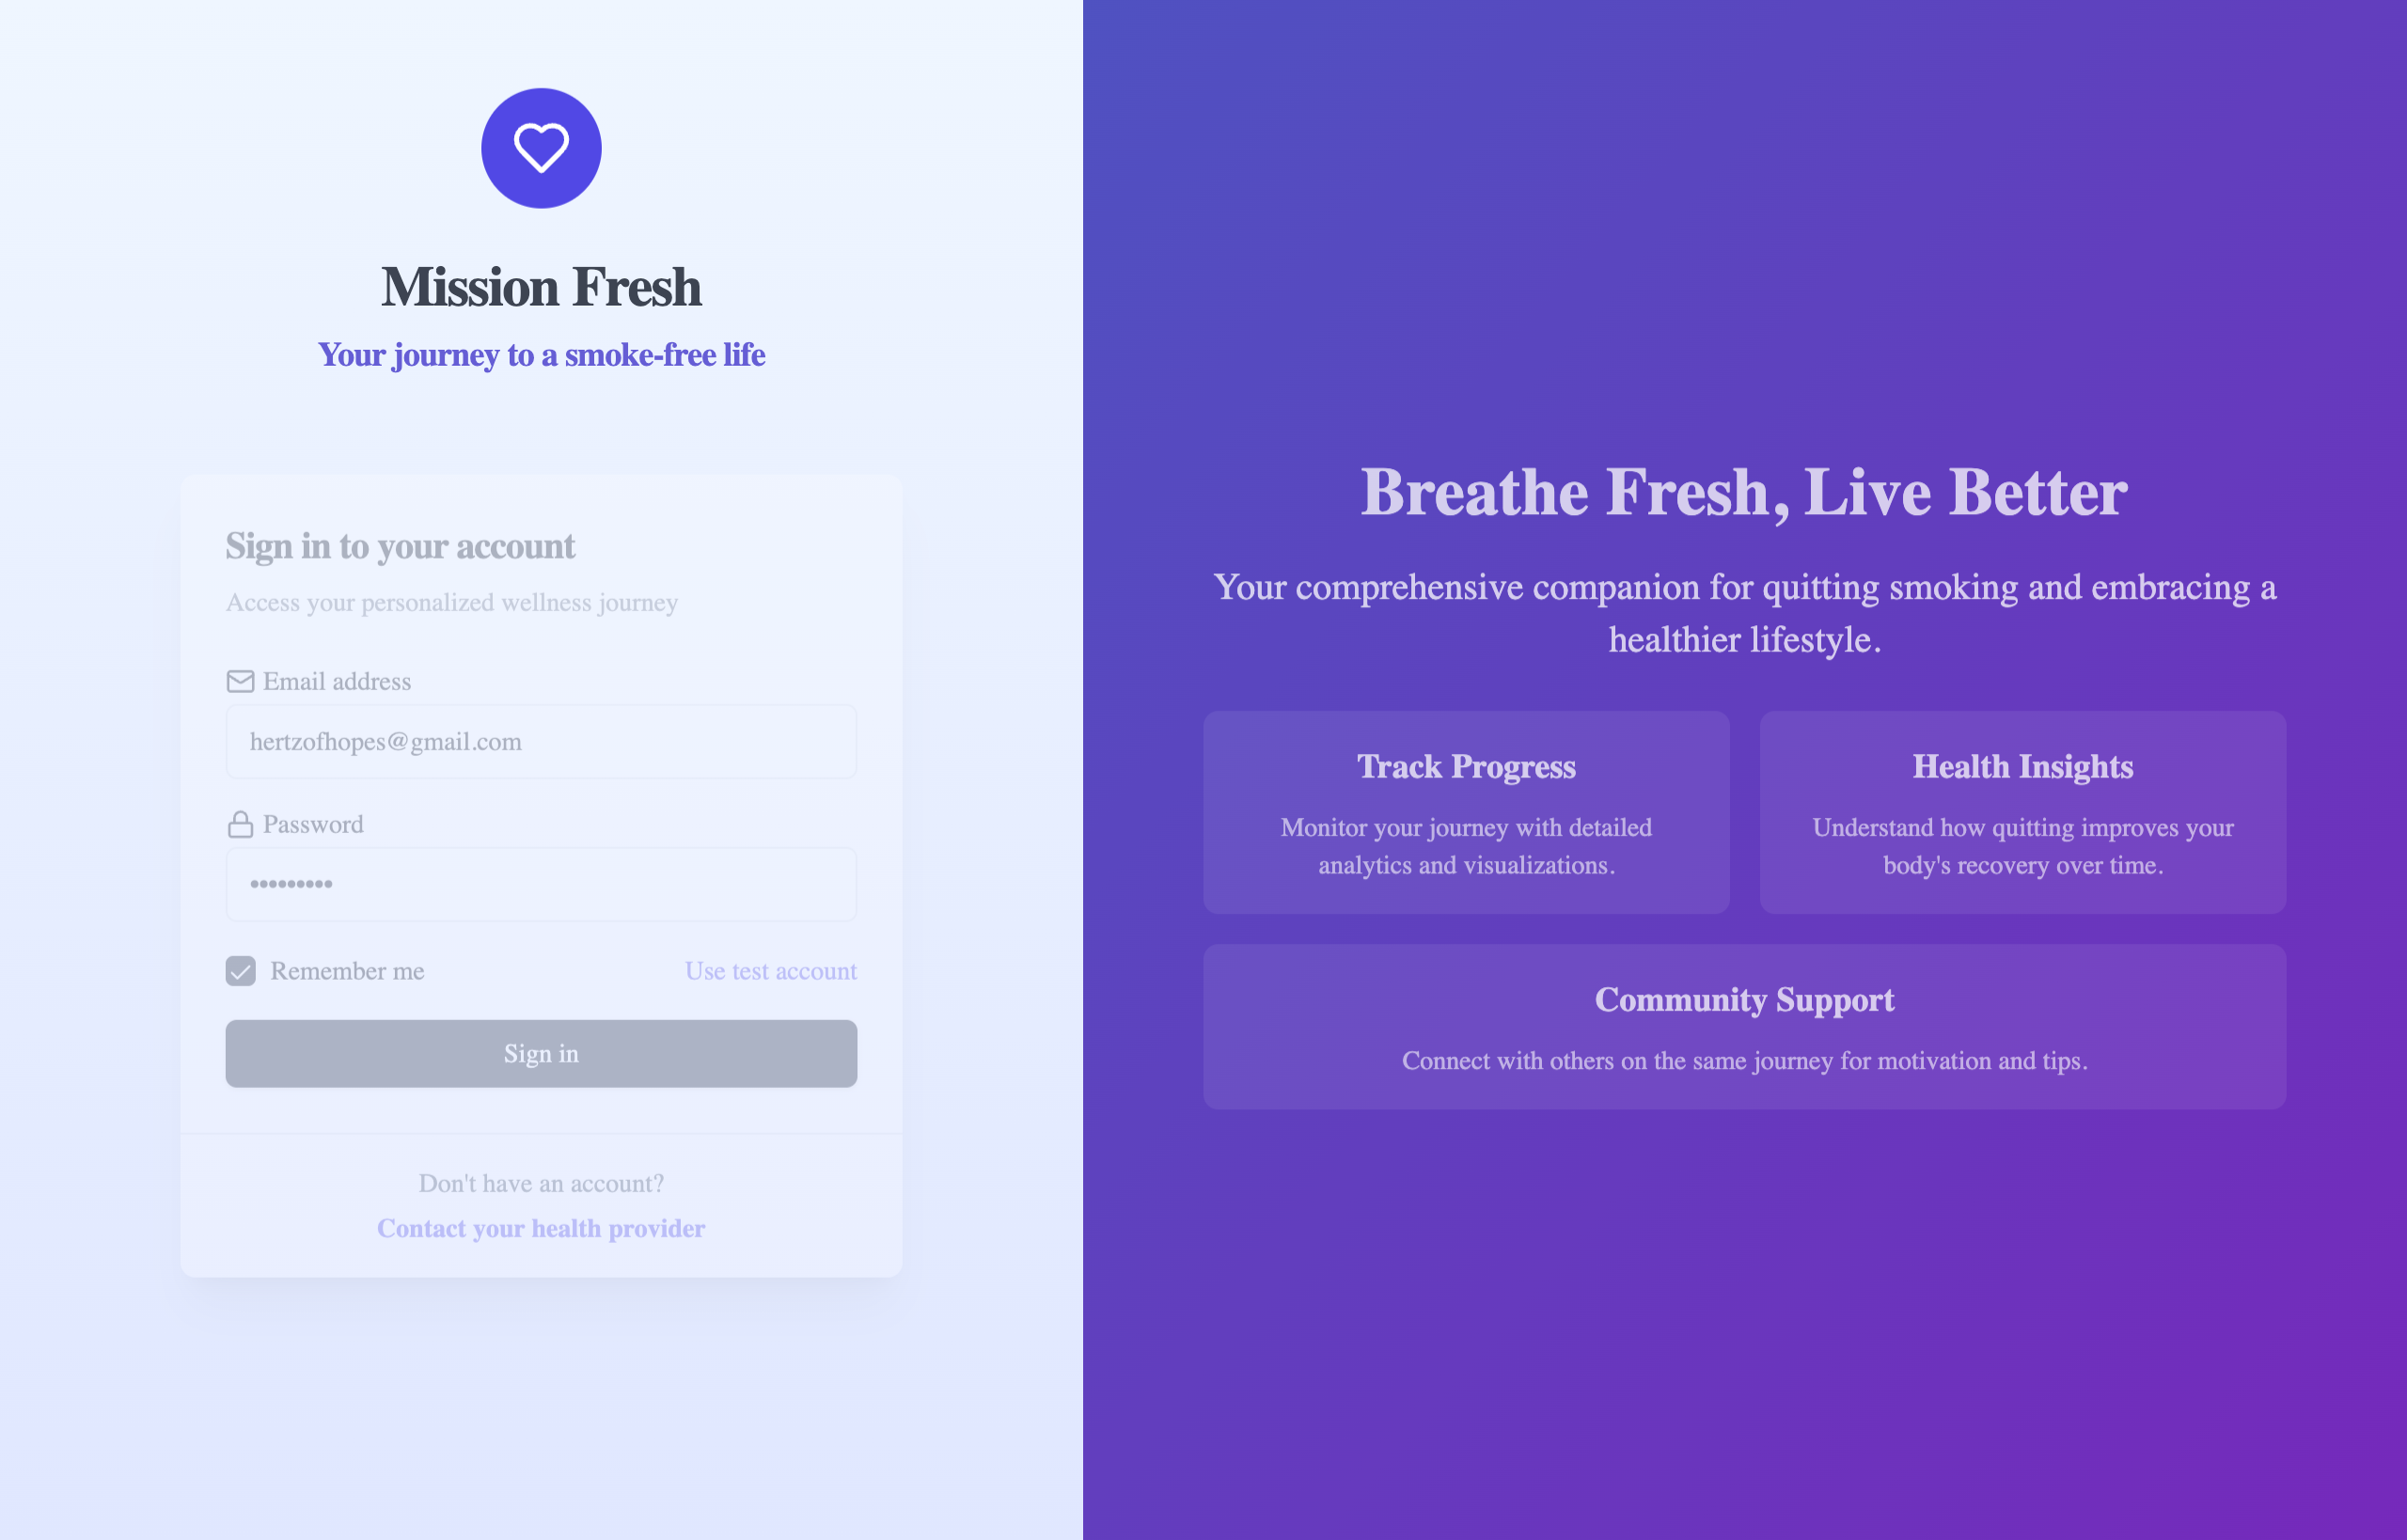 Mission Fresh
Your journey to a smoke-free life
Sign in to your account
Access your personalized wellness journey
Email address
hertzofhopes@gmail.com
Password
•••••••••
Remember me
Use test account
Sign in
Don't have an account?
Contact your health provider
Breathe Fresh, Live Better
Your comprehensive companion for quitting smoking and embracing a
healthier lifestyle.
Track Progress
Monitor your journey with detailed
analytics and visualizations.
Health Insights
Understand how quitting improves your
body's recovery over time.
Community Support
Connect with others on the same journey for motivation and tips.